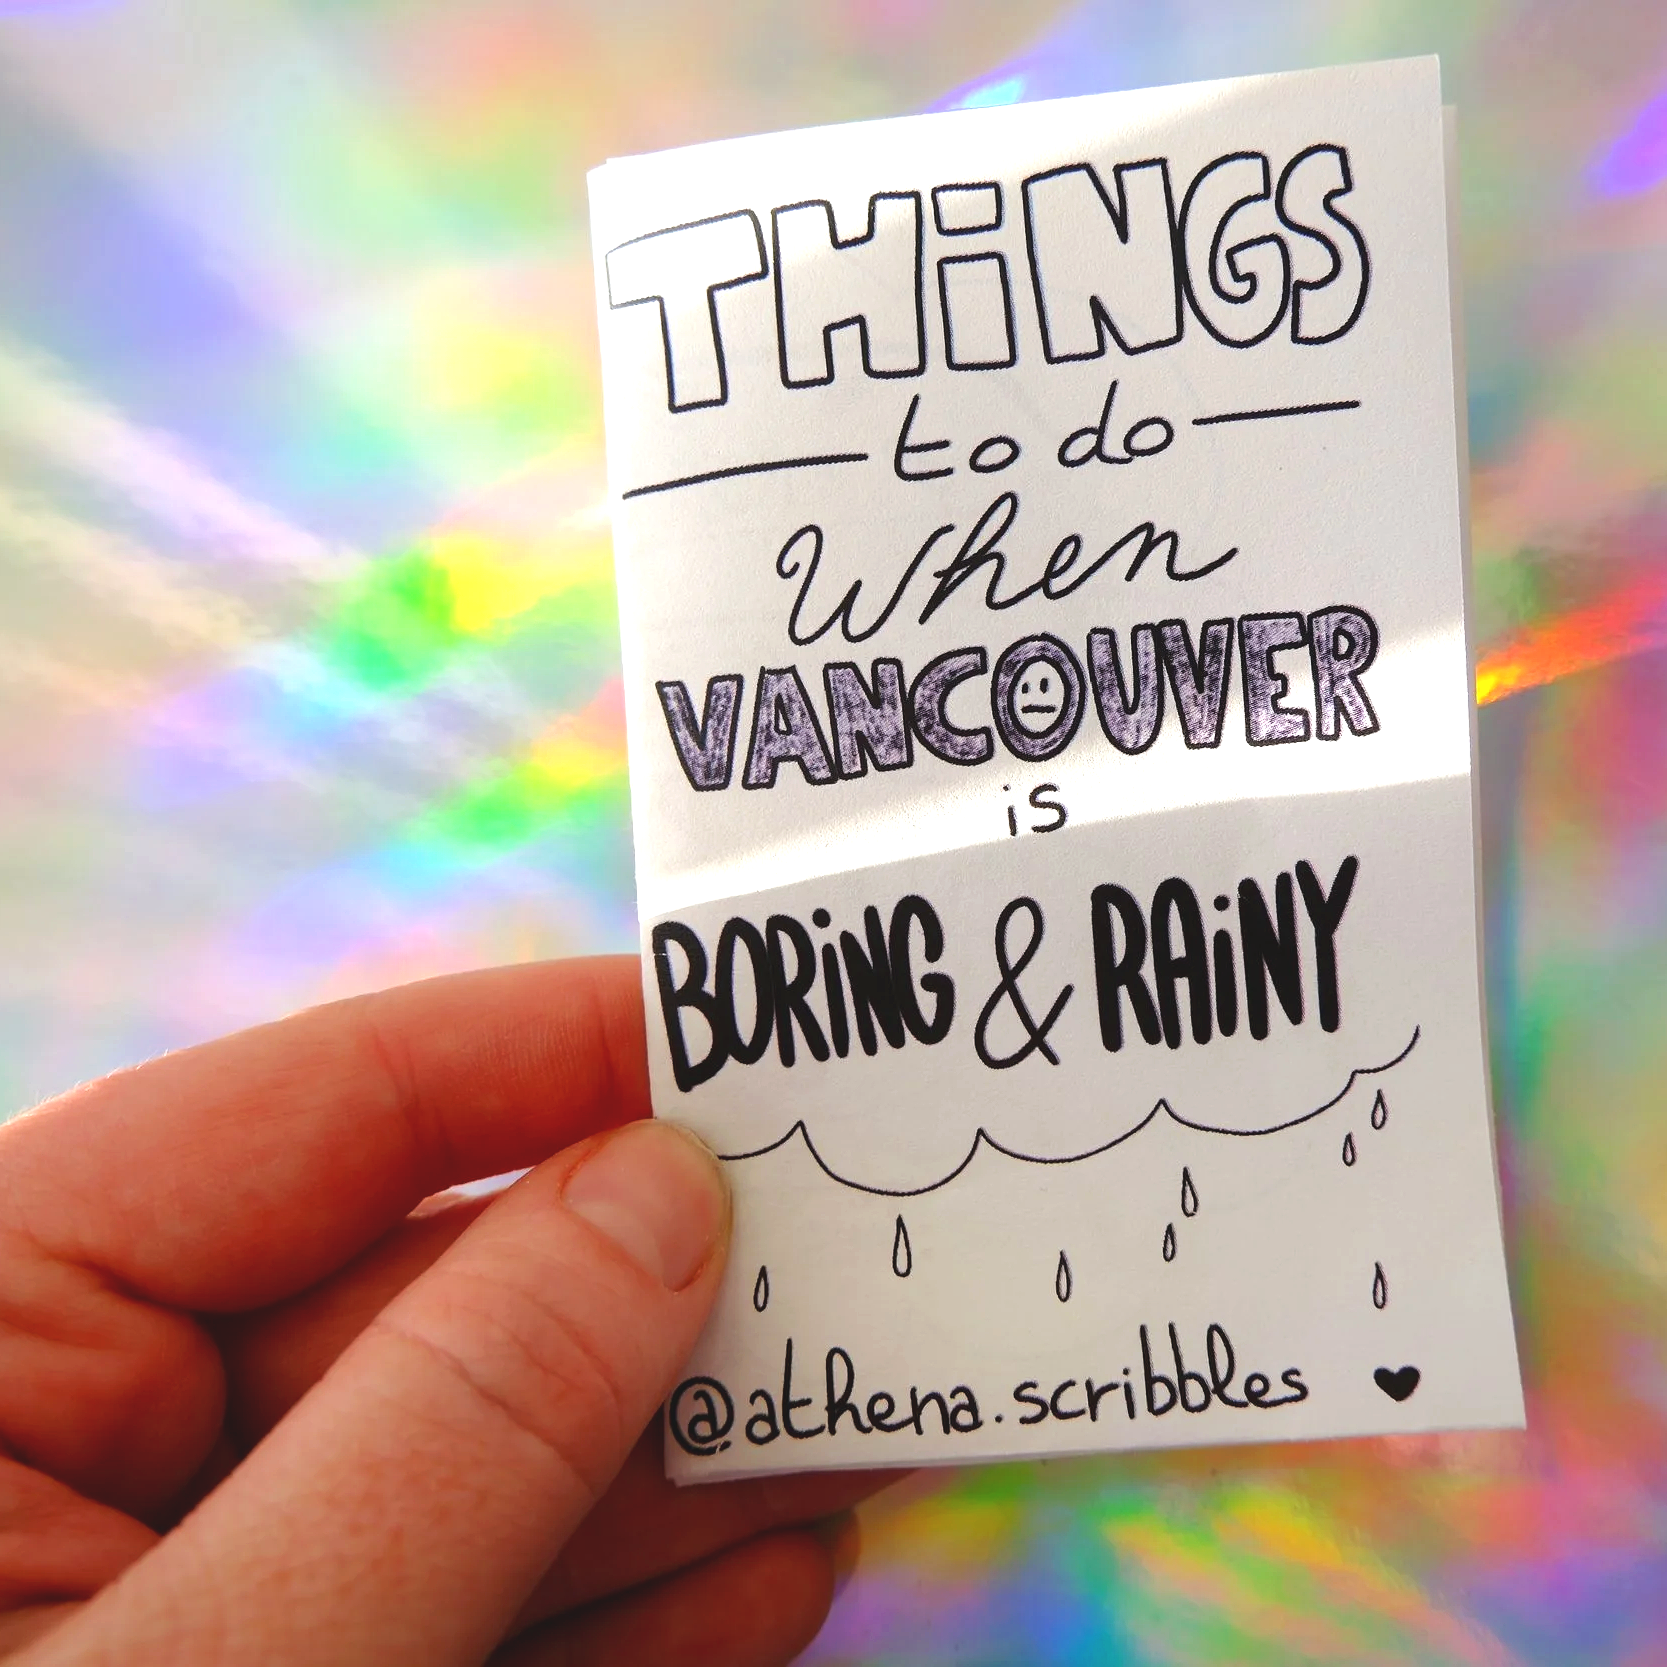 THiNGS
to do
When
VANCOUVER
is
BORiNG & RAiNY
@athena.scribbles